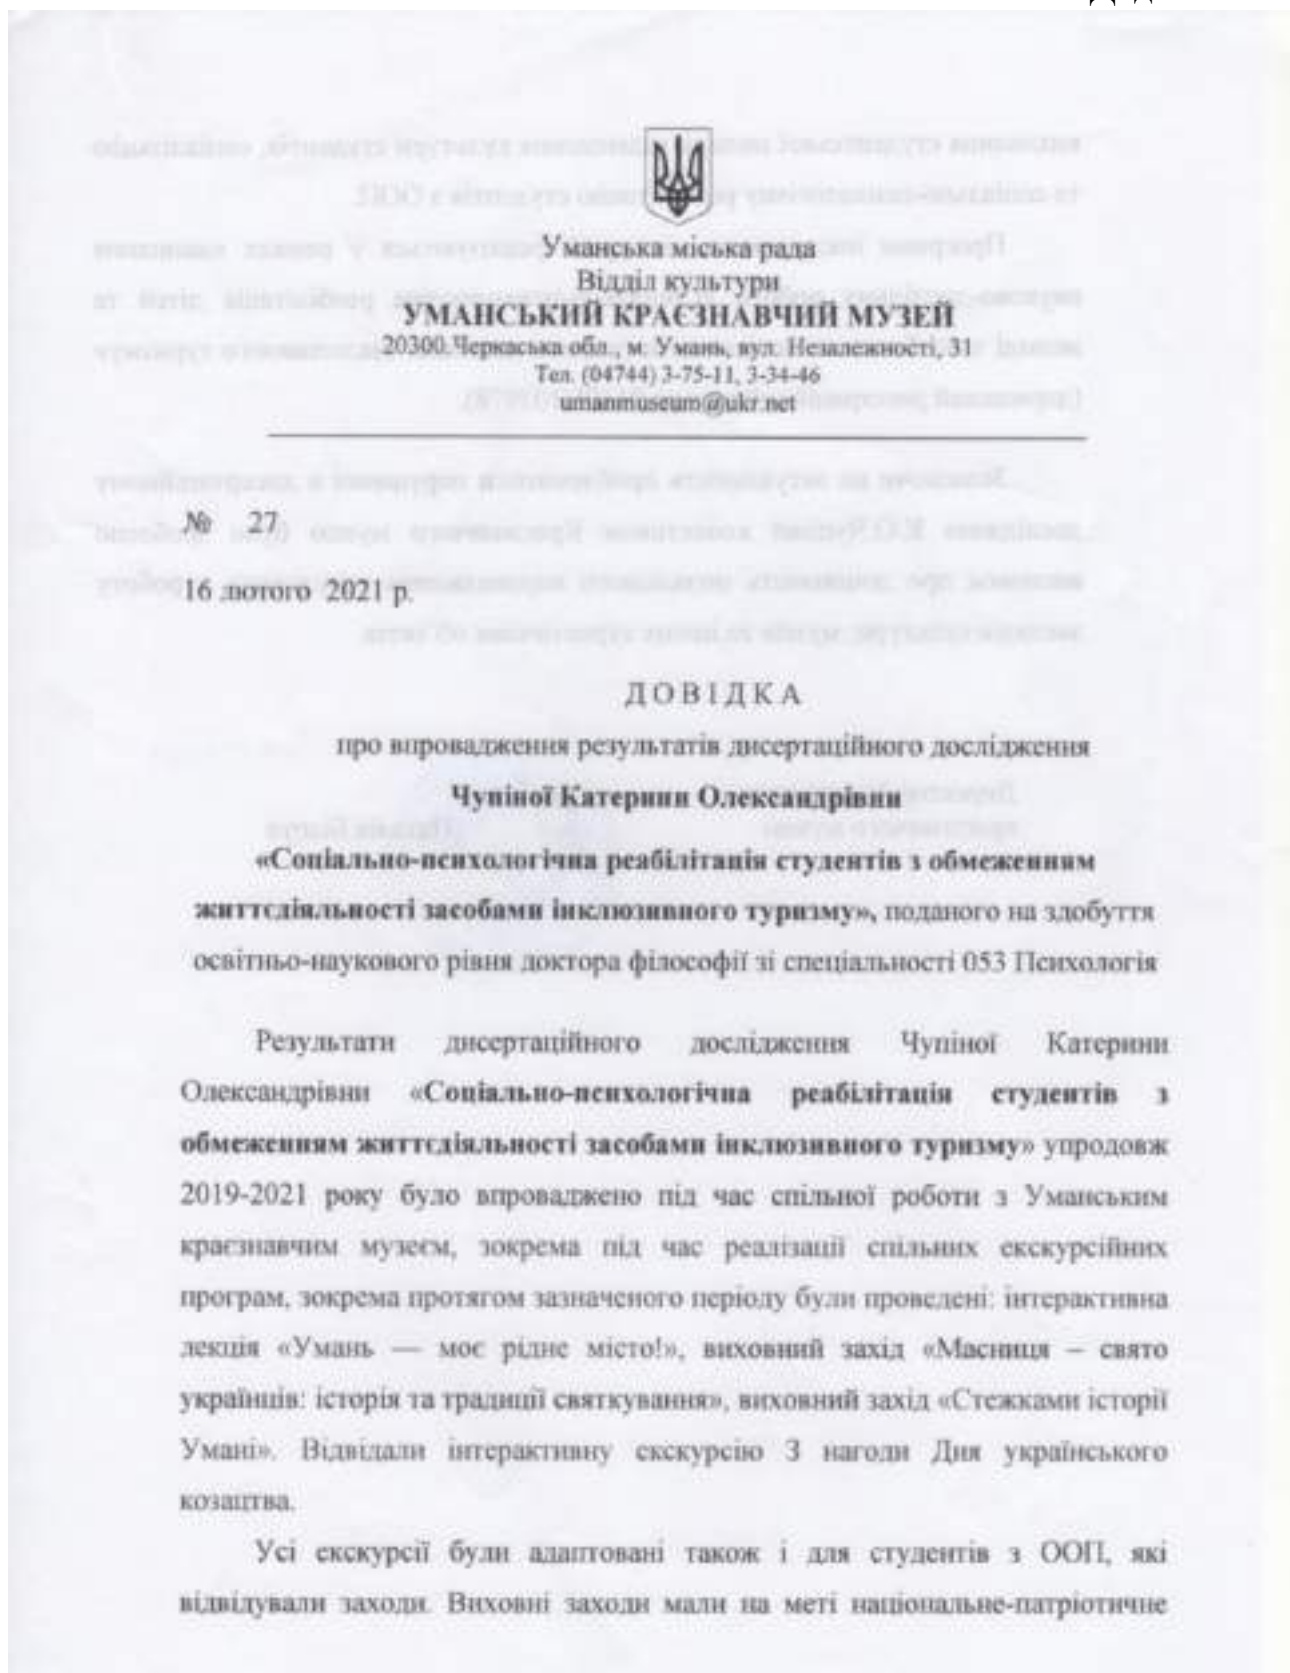 Уманська міська рада
Відділ культури
УМАНСЬКИЙ КРАЄЗНАВЧИЙ МУЗЕЙ
20300 Черкаська обл., м. Умань, вул. Незалежності, 31
Тел. (04744) 3-75-11, 3-34-46
umanmuseum@ukr.net
№ 27
16 лютого 2021 р.
Д О В І Д К А
про впровадження результатів дисертаційного дослідження
Чупіної Катерини Олександрівни
«Соціально-психологічна реабілітація студентів з обмеженням
життєдіяльності засобами інклюзивного туризму», поданого на здобуття
освітньо-наукового рівня доктора філософії зі спеціальності 053 Психологія
Результати дисертаційного дослідження Чупіної Катерини
Олександрівни «Соціально-психологічна реабілітація студентів з
обмеженням життєдіяльності засобами інклюзивного туризму» упродовж
2019-2021 року було впроваджено під час спільної роботи з Уманським
краєзнавчим музеєм, зокрема під час реалізації спільних екскурсійних
програм, зокрема протягом зазначеного періоду були проведені: інтерактивна
лекція «Умань — моє рідне місто!», виховний захід «Масниця – свято
українців: історія та традиції святкування», виховний захід «Стежками історії
Умані». Відвідали інтерактивну екскурсію З нагоди Дня українського
козацтва.
Усі екскурсії були адаптовані також і для студентів з ООП, які
відвідували заходи. Виховні заходи мали на меті національне-патріотичне